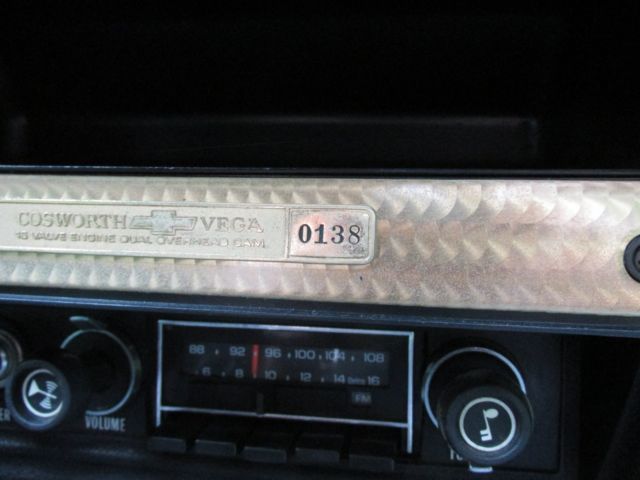 COSWORTH VEGA
16 VALVE ENGINE DUAL OVERHEAD CAM
0138
88 92 96 100 104 108
6 8 10 12 14 16
FM
VOLUME